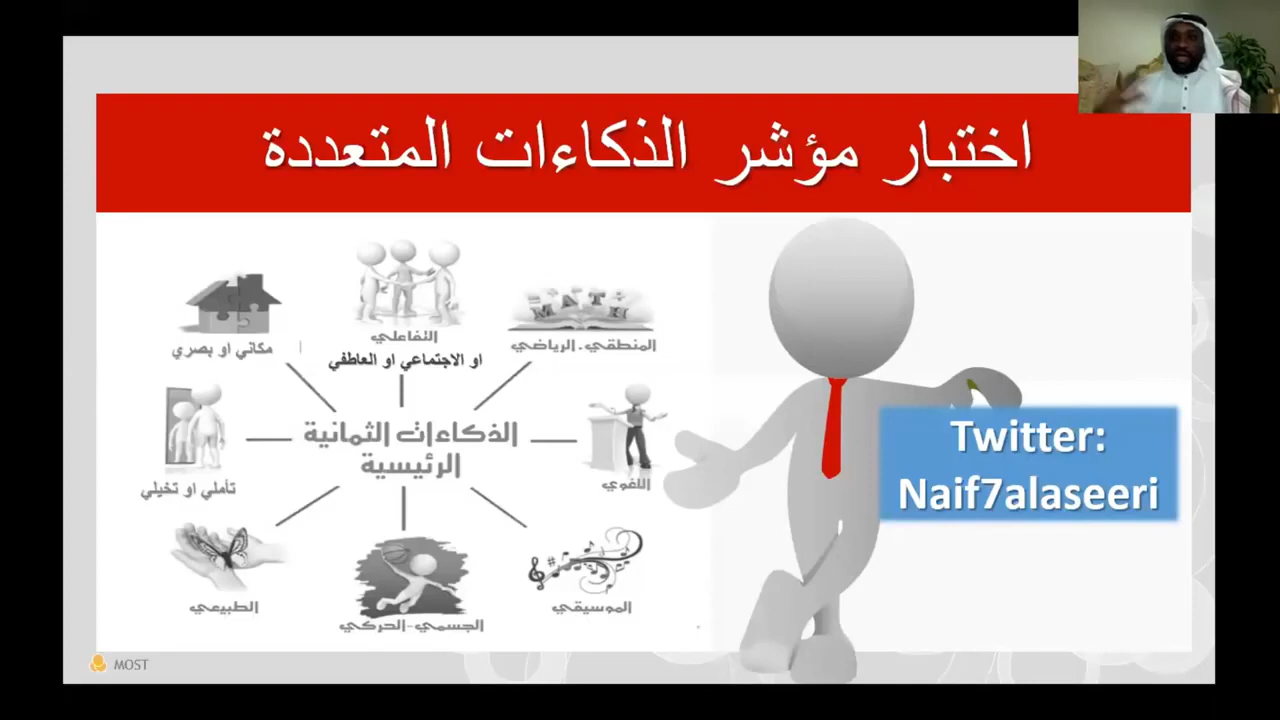 اختبار مؤشر الذكاءات المتعددة
المنطقي - الرياضي
التفاعلي
او الاجتماعي او العاطفي
مكاني او بصري
الذكاءات الثمانية
الرئيسية
اللغوي
تأملي او تخيلي
الموسيقي
الجسمي-الحركي
الطبيعي
MATH
Twitter:
Naif7alaseeri
MOST